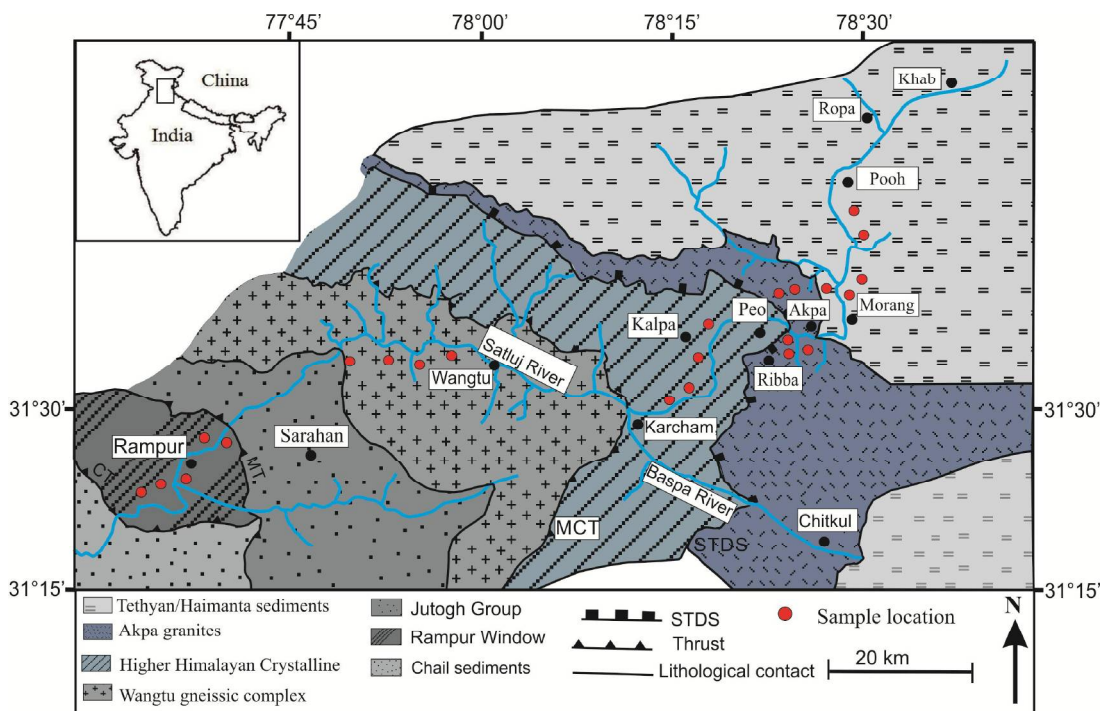 77°45'
78°00'
78°15'
78°30'
China
India
Khab
Ropa
Pooh
Morang
Akpa
Peo
Kalpa
Ribba
Satluj River
Wangtu
31°30'
31°30'
Rampur
Sarahan
Karcham
CT
MT
Baspa River
MCT
STDS
Chitkul
31°15'
31°15'
Tethyan/Haimanta sediments
Akpa granites
Higher Himalayan Crystalline
Wangtu gneissic complex
Jutogh Group
Rampur Window
Chail sediments
STDS
Thrust
Lithological contact
Sample location
20 km
N